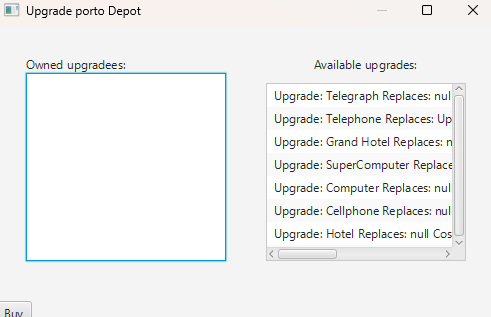 Upgrade porto Depot
Owned upgradees:
Available upgrades:
Upgrade: Telegraph Replaces: nul
Upgrade: Telephone Replaces: Up
Upgrade: Grand Hotel Replaces: n
Upgrade: SuperComputer Replace
Upgrade: Computer Replaces: nul
Upgrade: Cellphone Replaces: nul
Upgrade: Hotel Replaces: null Cos
Buy